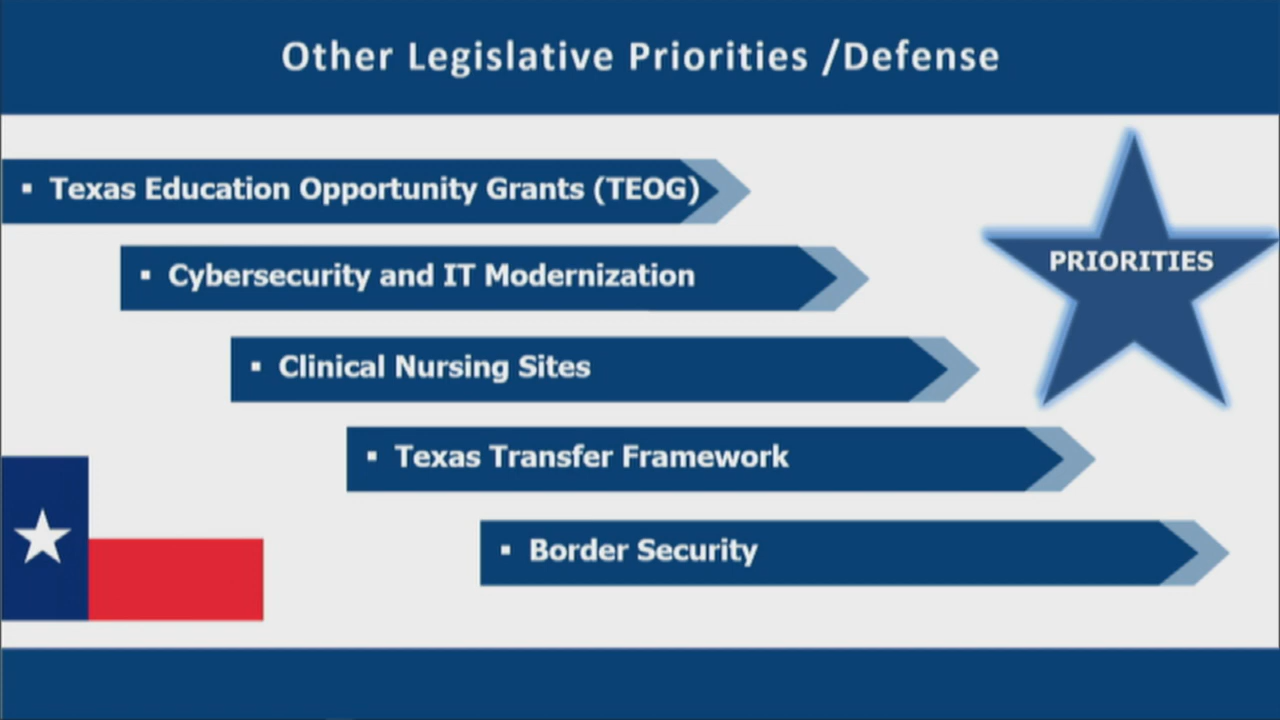 Other Legislative Priorities /Defense
▪ Texas Education Opportunity Grants (TEOG)
▪ Cybersecurity and IT Modernization
PRIORITIES
▪ Clinical Nursing Sites
▪ Texas Transfer Framework
▪ Border Security